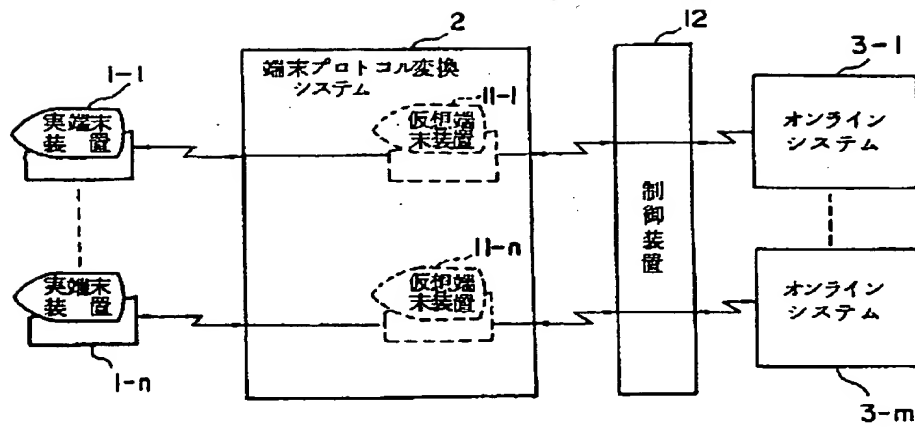 2
12
3-1
1-1
端末プロトコル変換
システム
11-1
実端末
装置
仮想端
末装置
オンライン
システム
制御装置
11-n
実端末
装置
仮想端
末装置
オンライン
システム
1-n
3-m